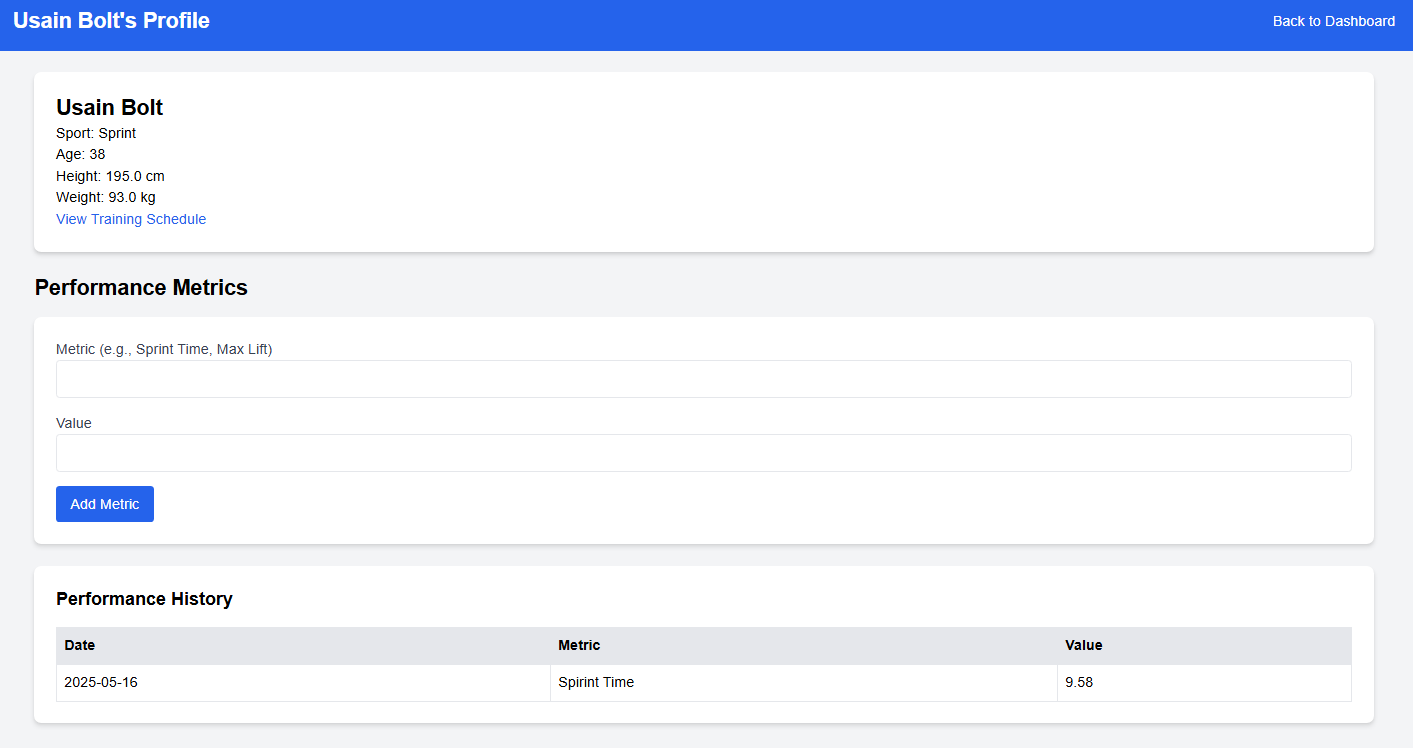 Usain Bolt's Profile
Back to Dashboard
Usain Bolt
Sport: Sprint
Age: 38
Height: 195.0 cm
Weight: 93.0 kg
View Training Schedule
Performance Metrics
Metric (e.g., Sprint Time, Max Lift)
Value
Add Metric
Performance History
Date Metric Value
2025-05-16 Spirint Time 9.58